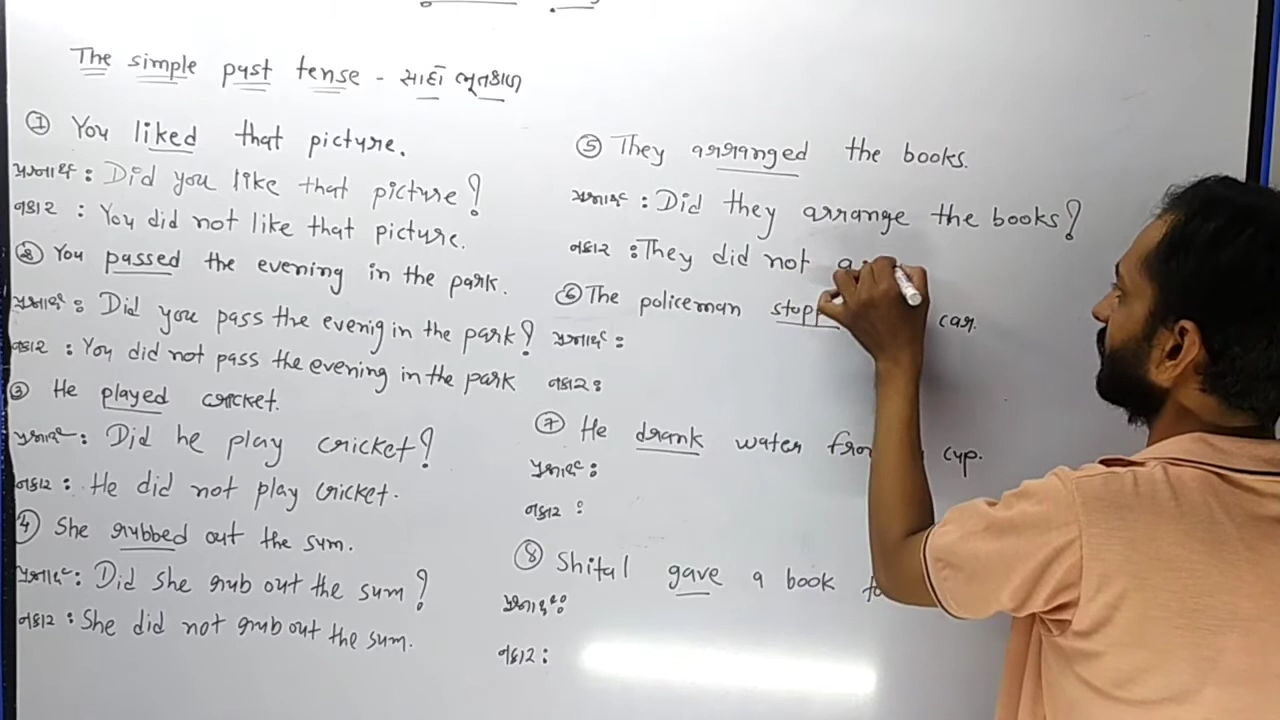 The simple past tense - સાદો ભૂતકાળ
① You liked that picture.
પ્રશ્નાર્થ : Did you like that picture?
નકાર : You did not like that picture.
② You passed the evening in the park.
પ્રશ્નાર્થ : Did you pass the evenig in the park?
નકાર : You did not pass the evening in the park
③ He played cricket.
પ્રશ્નાર્થ : Did he play cricket?
નકાર : He did not play cricket.
④ She rubbed out the sum.
પ્રશ્નાર્થ : Did she rub out the sum?
નકાર : She did not rub out the sum.
⑤ They arranged the books.
પ્રશ્નાર્થ : Did they arrange the books?
નકાર : They did not
⑥ The policeman car.
પ્રશ્નાર્થ :
નકાર :
⑦ He drank water cup.
પ્રશ્નાર્થ :
નકાર :
⑧ Shital gave a book
પ્રશ્નાર્થ :
નકાર :